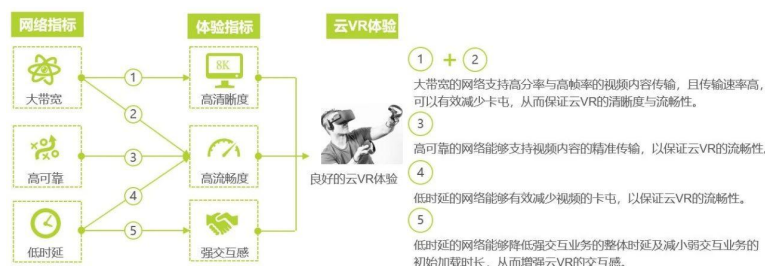 网络指标
体验指标
云VR体验
大带宽
高可靠
低时延
1
2
3
4
5
8K
高清晰度
高流畅度
强交互感
良好的云VR体验
1 + 2
大带宽的网络支持高分率与高帧率的视频内容传输，且传输速率高，
可以有效减少卡屯，从而保证云VR的清晰度与流畅性。
3
高可靠的网络能够支持视频内容的精准传输，以保证云VR的流畅性.
4
低时延的网络能够有效减少视频的卡屯，以保证云VR的流畅性。
5
低时延的网络能够降低强交互业务的整体时延及减小弱交互业务的
初始加载时长，从而增强云VR的交互感。